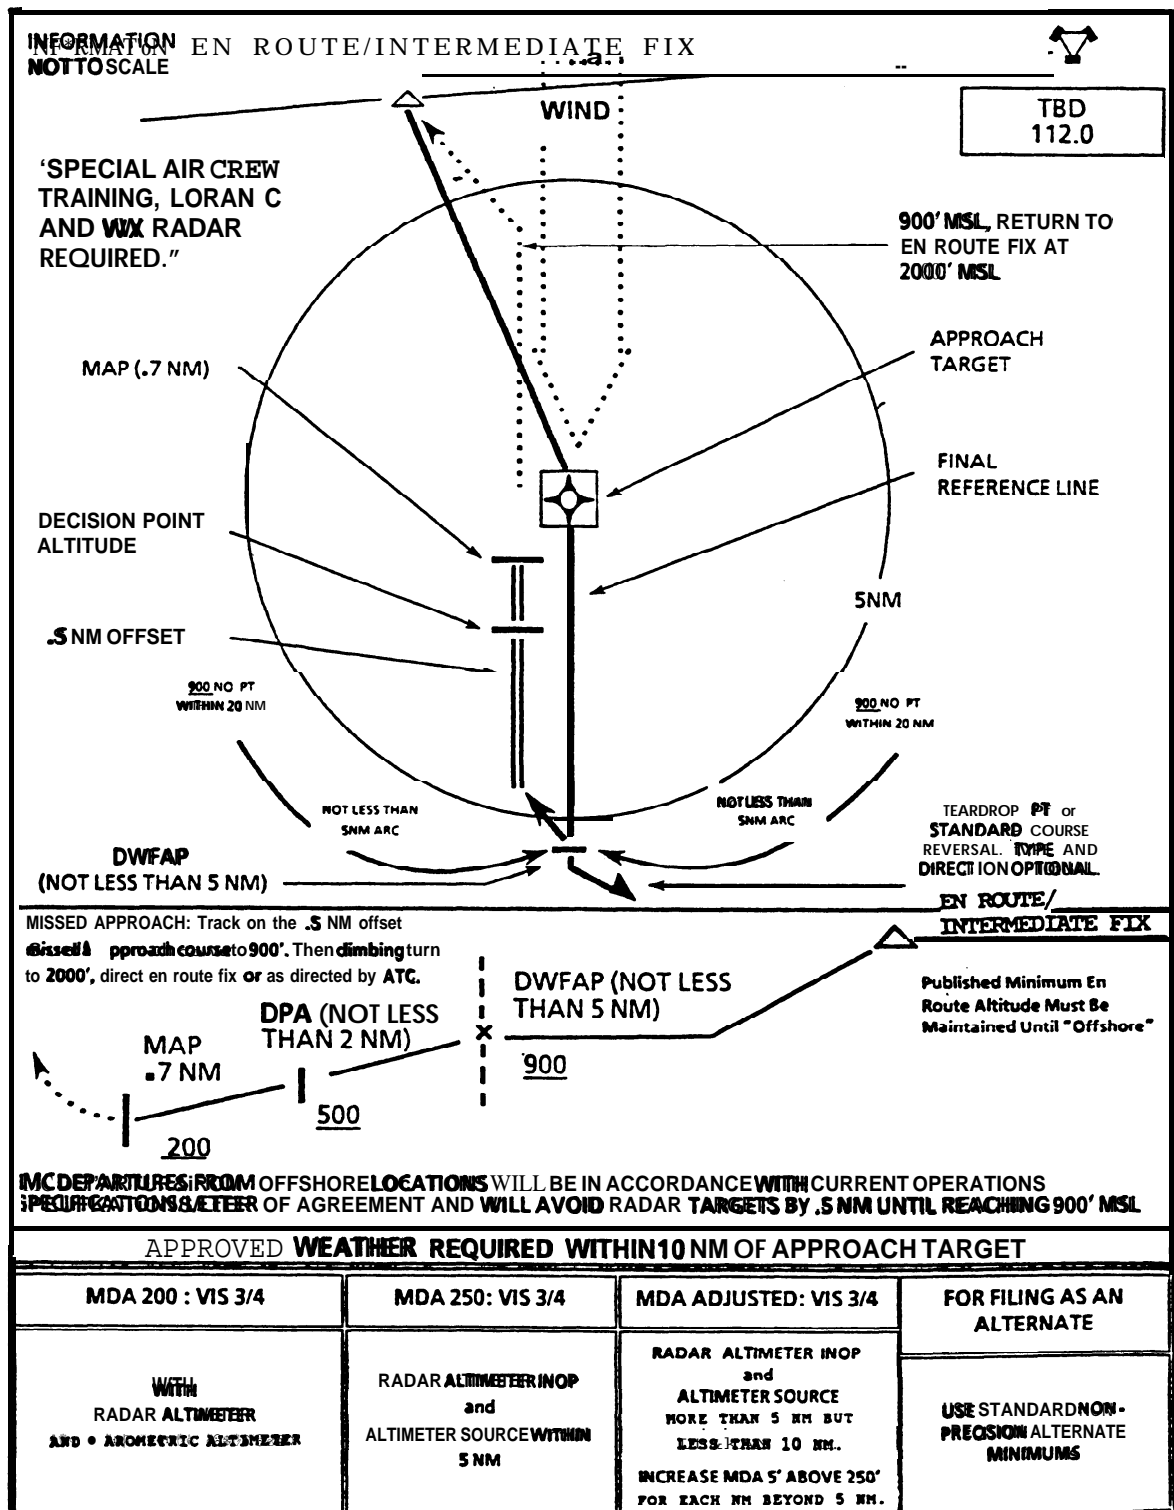 INFORMATION EN ROUTE/INTERMEDIATE FIX
NOT TO SCALE
WIND
TBD
112.0
'SPECIAL AIR CREW
TRAINING, LORAN C
AND WX RADAR
REQUIRED."
900' MSL, RETURN TO
EN ROUTE FIX AT
2000' MSL
APPROACH
TARGET
MAP (.7 NM)
FINAL
REFERENCE LINE
DECISION POINT
ALTITUDE
5NM
.5 NM OFFSET
900 NO PT
WITHIN 20 NM
900 NO PT
WITHIN 20 NM
NOT LESS THAN
5NM ARC
NOT LESS THAN
5NM ARC
TEARDROP PT or
STANDARD COURSE
REVERSAL. TYPE AND
DIRECTION OPTIONAL.
DWFAP
(NOT LESS THAN 5 NM)
EN ROUTE/
INTERMEDIATE FIX
MISSED APPROACH: Track on the .5 NM offset
missed approach course to 900'. Then climbing turn
to 2000', direct en route fix or as directed by ATC.
Published Minimum En
Route Altitude Must Be
Maintained Until "Offshore"
DWFAP (NOT LESS
THAN 5 NM)
DPA (NOT LESS
THAN 2 NM)
MAP
.7 NM
900
500
200
IMC DEPARTURES FROM OFFSHORE LOCATIONS WILL BE IN ACCORDANCE WITH CURRENT OPERATIONS
SPECIFICATIONS/LETTER OF AGREEMENT AND WILL AVOID RADAR TARGETS BY .5 NM UNTIL REACHING 900' MSL
APPROVED WEATHER REQUIRED WITHIN 10 NM OF APPROACH TARGET
MDA 200 : VIS 3/4
MDA 250: VIS 3/4
MDA ADJUSTED: VIS 3/4
FOR FILING AS AN
ALTERNATE
WITH
RADAR ALTIMETER
AND BAROMETRIC ALTIMETER
RADAR ALTIMETER INOP
and
ALTIMETER SOURCE WITHIN
5 NM
RADAR ALTIMETER INOP
and
ALTIMETER SOURCE
MORE THAN 5 NM BUT
LESS THAN 10 NM.
INCREASE MDA 5' ABOVE 250'
FOR EACH NM BEYOND 5 NM.
USE STANDARD NON-
PRECISION ALTERNATE
MINIMUMS